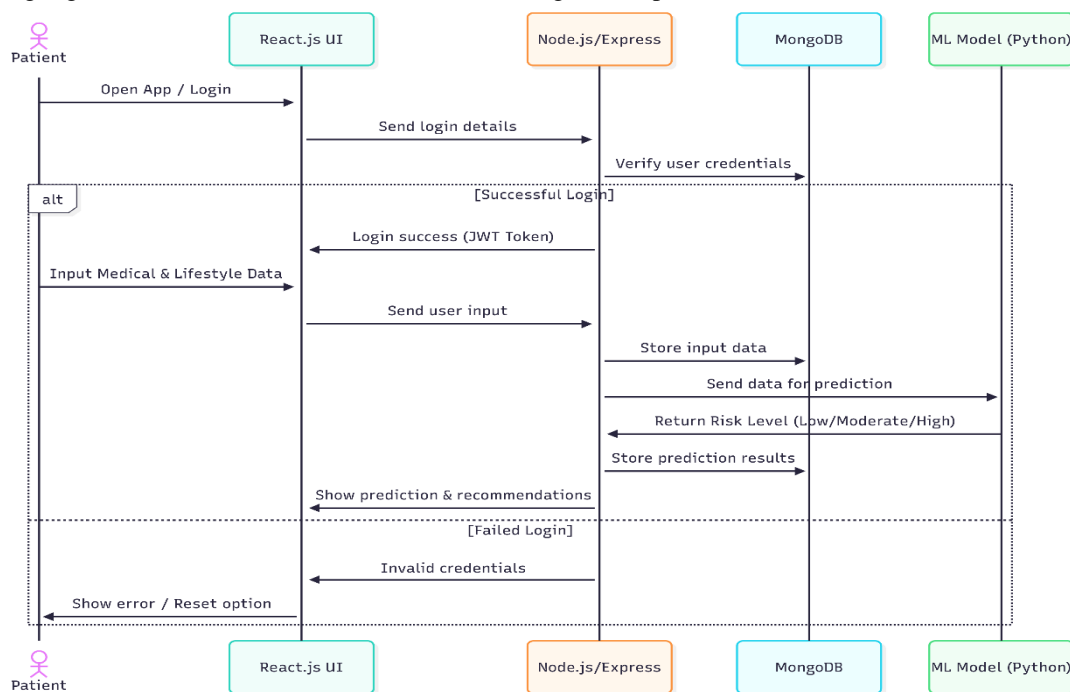 Patient
React.js UI
Node.js/Express
MongoDB
ML Model (Python)
Open App / Login
Send login details
Verify user credentials
alt
[Successful Login]
Login success (JWT Token)
Input Medical & Lifestyle Data
Send user input
Store input data
Send data for prediction
Return Risk Level (Low/Moderate/High)
Store prediction results
Show prediction & recommendations
[Failed Login]
Invalid credentials
Show error / Reset option
Patient
React.js UI
Node.js/Express
MongoDB
ML Model (Python)